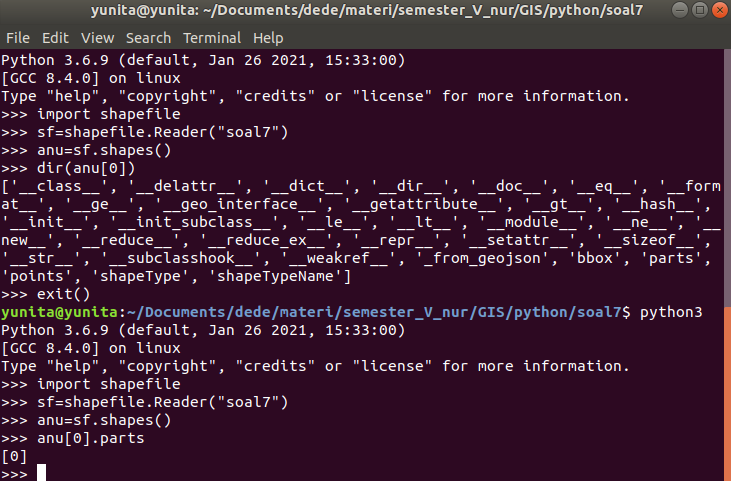 yunita@yunita: ~/Documents/dede/materi/semester_V_nur/GIS/python/soal7
File Edit View Search Terminal Help
Python 3.6.9 (default, Jan 26 2021, 15:33:00)
[GCC 8.4.0] on linux
Type "help", "copyright", "credits" or "license" for more information.
>>> import shapefile
>>> sf=shapefile.Reader("soal7")
>>> anu=sf.shapes()
>>> dir(anu[0])
['__class__', '__delattr__', '__dict__', '__dir__', '__doc__', '__eq__', '__form
at__', '__ge__', '__geo_interface__', '__getattribute__', '__gt__', '__hash__',
'__init__', '__init_subclass__', '__le__', '__lt__', '__module__', '__ne__', '__
new__', '__reduce__', '__reduce_ex__', '__repr__', '__setattr__', '__sizeof__',
'__str__', '__subclasshook__', '__weakref__', '_from_geojson', 'bbox', 'parts',
'points', 'shapeType', 'shapeTypeName']
>>> exit()
yunita@yunita:~/Documents/dede/materi/semester_V_nur/GIS/python/soal7$ python3
Python 3.6.9 (default, Jan 26 2021, 15:33:00)
[GCC 8.4.0] on linux
Type "help", "copyright", "credits" or "license" for more information.
>>> import shapefile
>>> sf=shapefile.Reader("soal7")
>>> anu=sf.shapes()
>>> anu[0].parts
[0]
>>>